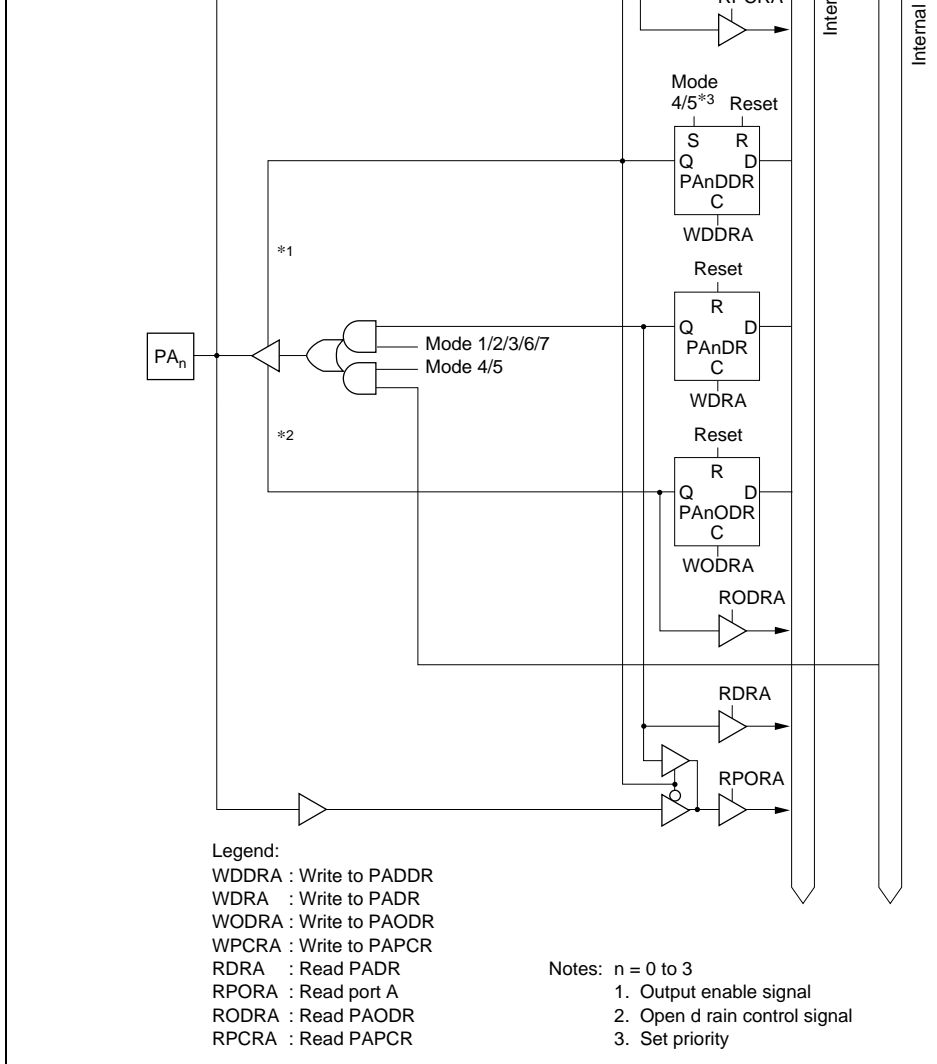 Inter
Internal
Mode
4/5*3 Reset
S R
Q D
PAnDDR
C
WDDRA
*1
Reset
R
Q D
PAnDR
C
WDRA
Mode 1/2/3/6/7
Mode 4/5
PAn
*2
Reset
R
Q D
PAnODR
C
WODRA
RODRA
RDRA
RPORA
Legend:
WDDRA : Write to PADDR
WDRA : Write to PADR
WODRA : Write to PAODR
WPCRA : Write to PAPCR
RDRA : Read PADR
RPORA : Read port A
RODRA : Read PAODR
RPCRA : Read PAPCR
Notes: n = 0 to 3
1. Output enable signal
2. Open d rain control signal
3. Set priority